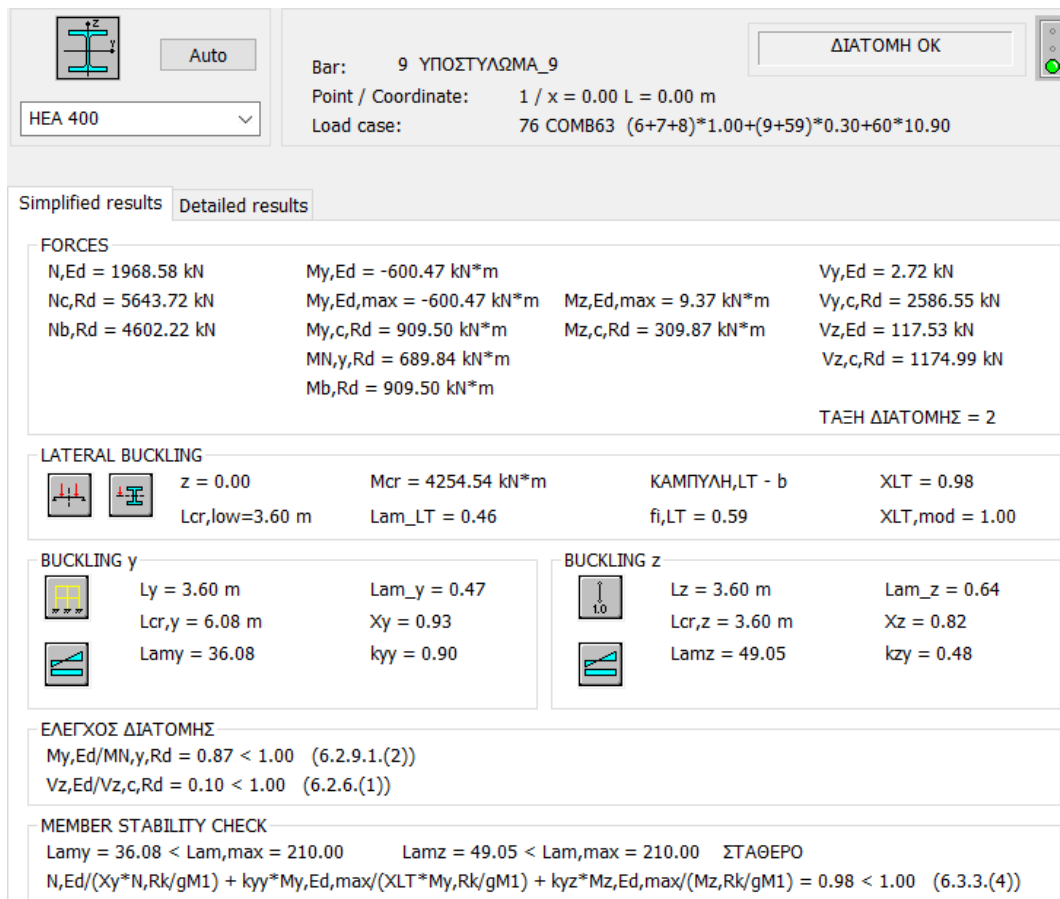 z
y
Auto
HEA 400
Bar: 9 ΥΠΟΣΤΥΛΩΜΑ_9
Point / Coordinate: 1 / x = 0.00 L = 0.00 m
Load case: 76 COMB63 (6+7+8)*1.00+(9+59)*0.30+60*10.90
ΔΙΑΤΟΜΗ OK
Simplified results Detailed results
FORCES
N,Ed = 1968.58 kN My,Ed = -600.47 kN*m Vy,Ed = 2.72 kN
Nc,Rd = 5643.72 kN My,Ed,max = -600.47 kN*m Mz,Ed,max = 9.37 kN*m Vy,c,Rd = 2586.55 kN
Nb,Rd = 4602.22 kN My,c,Rd = 909.50 kN*m Mz,c,Rd = 309.87 kN*m Vz,Ed = 117.53 kN
MN,y,Rd = 689.84 kN*m Vz,c,Rd = 1174.99 kN
Mb,Rd = 909.50 kN*m
ΤΑΞΗ ΔΙΑΤΟΜΗΣ = 2
LATERAL BUCKLING
z = 0.00 Mcr = 4254.54 kN*m ΚΑΜΠΥΛΗ,LT - b XLT = 0.98
Lcr,low=3.60 m Lam_LT = 0.46 fi,LT = 0.59 XLT,mod = 1.00
BUCKLING y
Ly = 3.60 m Lam_y = 0.47
Lcr,y = 6.08 m Xy = 0.93
Lamy = 36.08 kyy = 0.90
BUCKLING z
1.0
Lz = 3.60 m Lam_z = 0.64
Lcr,z = 3.60 m Xz = 0.82
Lamz = 49.05 kzy = 0.48
ΕΛΕΓΧΟΣ ΔΙΑΤΟΜΗΣ
My,Ed/MN,y,Rd = 0.87 < 1.00 (6.2.9.1.(2))
Vz,Ed/Vz,c,Rd = 0.10 < 1.00 (6.2.6.(1))
MEMBER STABILITY CHECK
Lamy = 36.08 < Lam,max = 210.00 Lamz = 49.05 < Lam,max = 210.00 ΣΤΑΘΕΡΟ
N,Ed/(Xy*N,Rk/gM1) + kyy*My,Ed,max/(XLT*My,Rk/gM1) + kyz*Mz,Ed,max/(Mz,Rk/gM1) = 0.98 < 1.00 (6.3.3.(4))